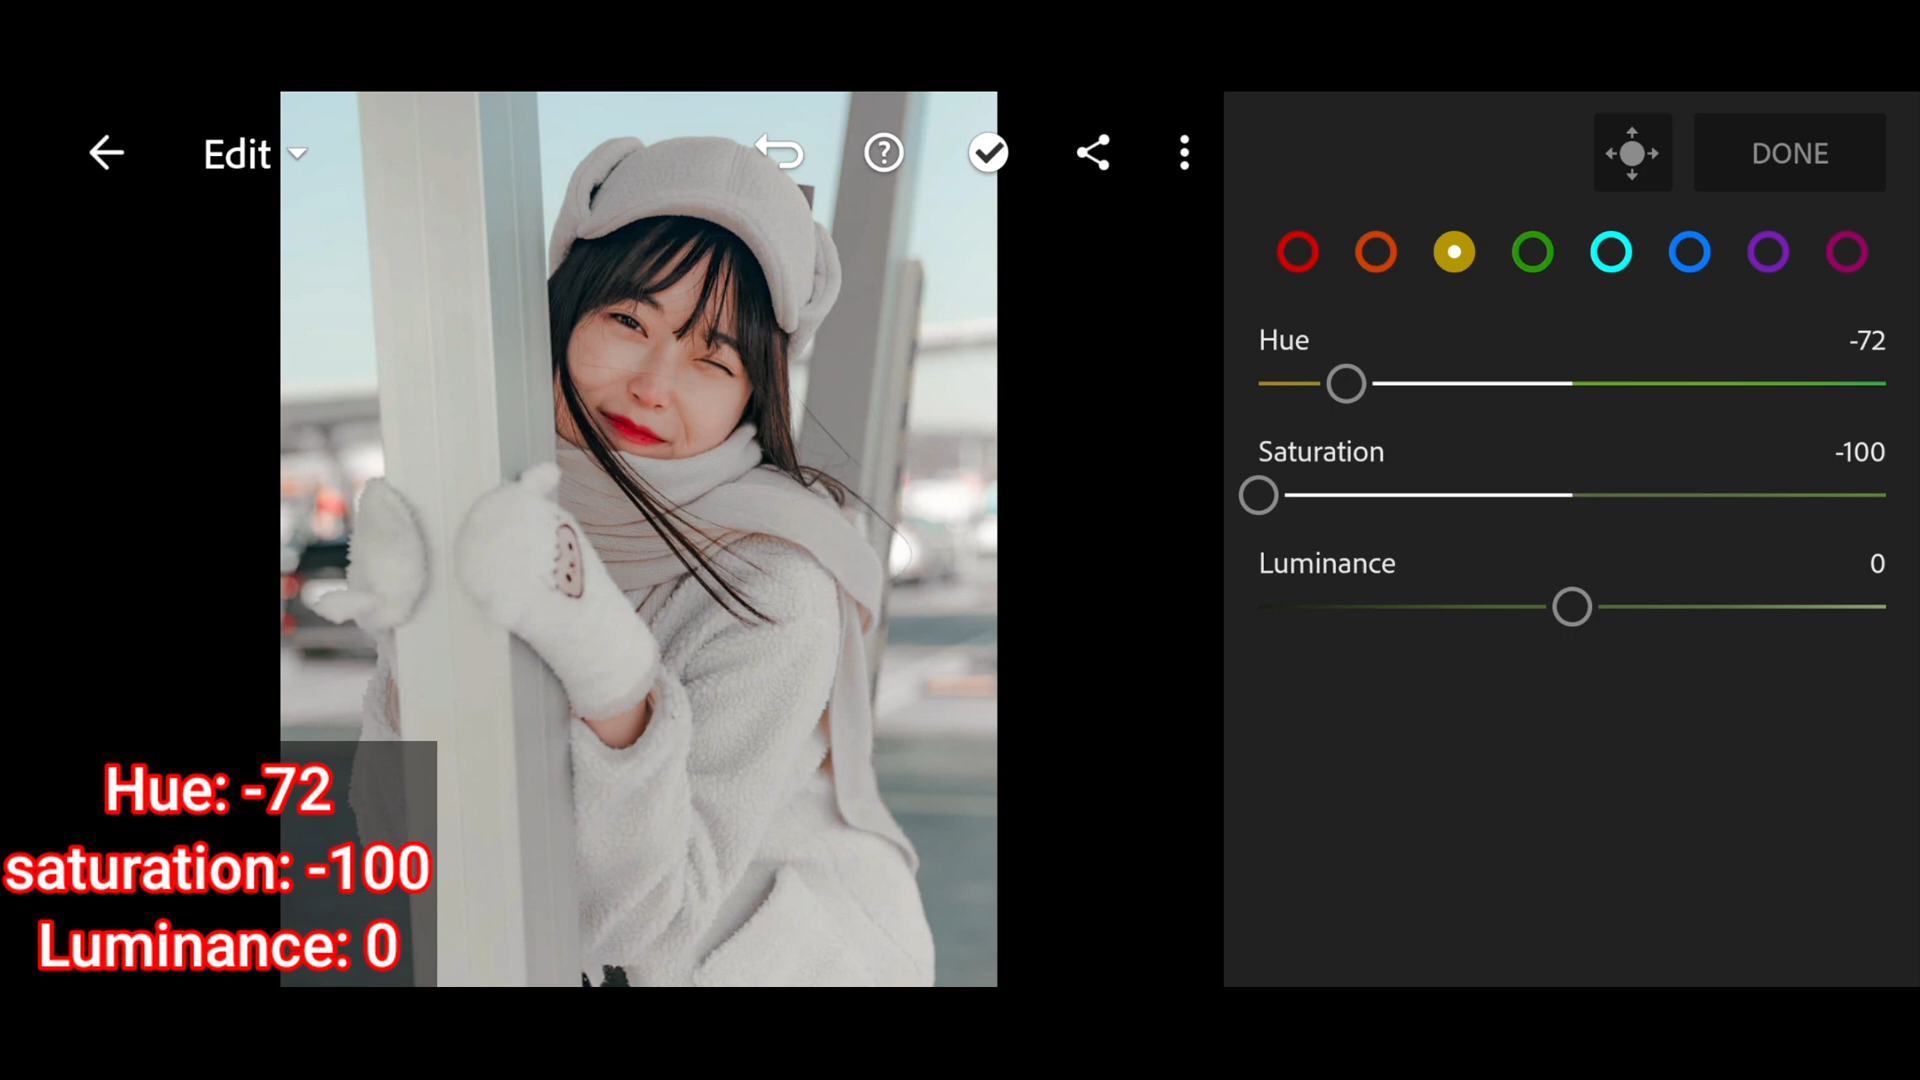 Edit
DONE
Hue -72
Saturation -100
Luminance 0
Hue: -72
saturation: -100
Luminance: 0